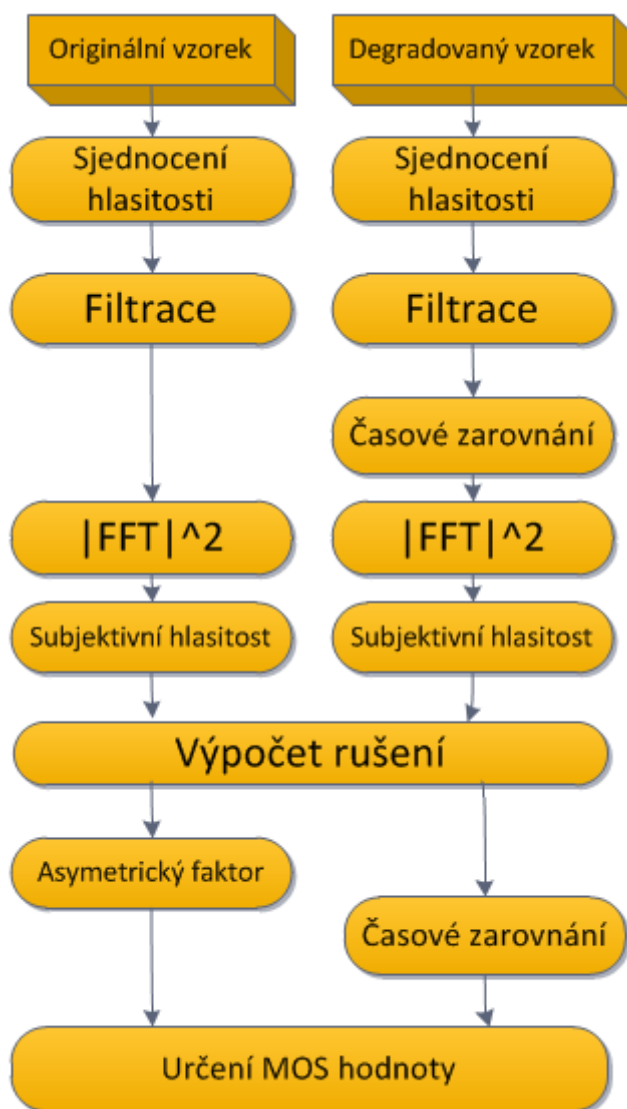 Originální vzorek
Degradovaný vzorek
Sjednocení
hlasitosti
Sjednocení
hlasitosti
Filtrace
Filtrace
Časové zarovnání
|FFT|^2
|FFT|^2
Subjektivní hlasitost
Subjektivní hlasitost
Výpočet rušení
Asymetrický faktor
Časové zarovnání
Určení MOS hodnoty